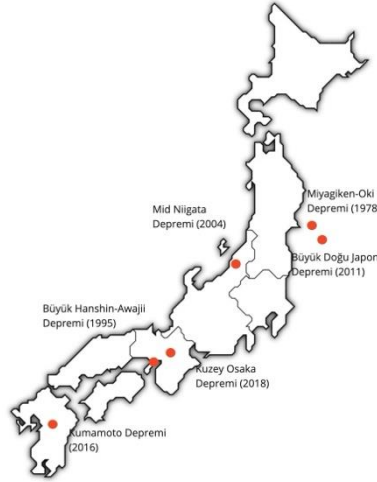 Miyagiken-Oki
Depremi (1978
Mid Niigata
Depremi (2004)
Büyük Doğu Japon
Depremi (2011)
Büyük Hanshin-Awajii
Depremi (1995)
Kuzey Osaka
Depremi (2018)
Kumamoto Depremi
(2016)